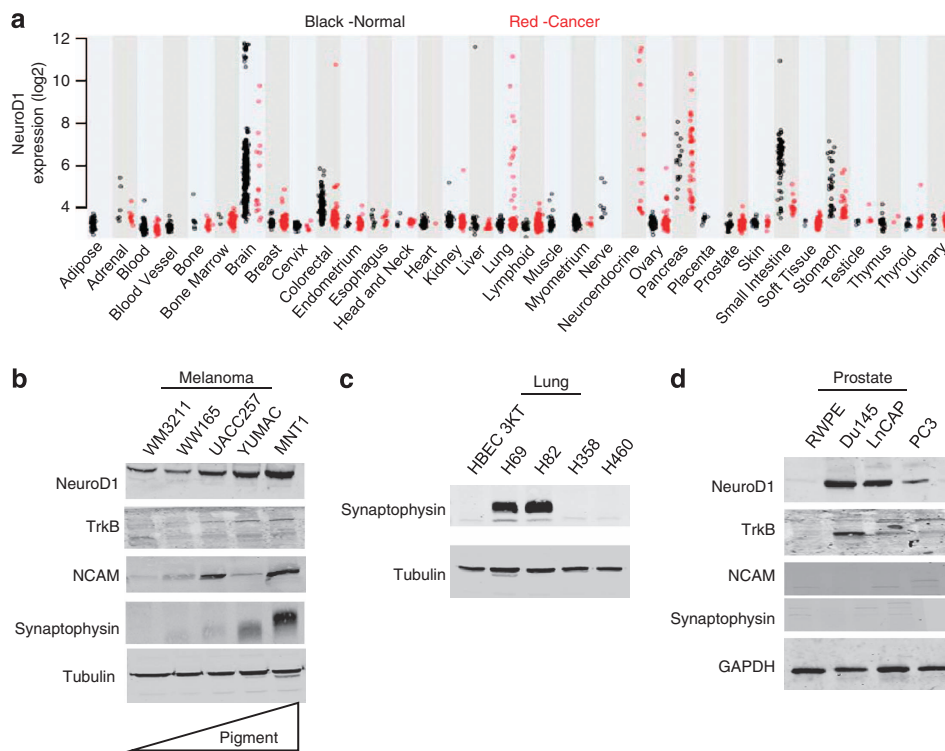 a
Black -Normal
Red -Cancer
NeuroD1
expression (log2)
12
10
8
6
4
Adipose
Adrenal
Blood
Blood Vessel
Bone
Bone Marrow
Brain
Breast
Cervix
Colorectal
Endometrium
Esophagus
Head and Neck
Heart
Kidney
Liver
Lung
Lymphoid
Muscle
Myometrium
Nerve
Neuroendocrine
Ovary
Pancreas
Placenta
Prostate
Skin
Small Intestine
Soft Tissue
Stomach
Testicle
Thymus
Thyroid
Urinary
b
Melanoma
WM3211
WW165
UACC257
YUMAC
MNT1
NeuroD1
TrkB
NCAM
Synaptophysin
Tubulin
Pigment
c
Lung
HBEC 3KT
H69
H82
H358
H460
Synaptophysin
Tubulin
d
Prostate
RWPE
Du145
LnCAP
PC3
NeuroD1
TrkB
NCAM
Synaptophysin
GAPDH